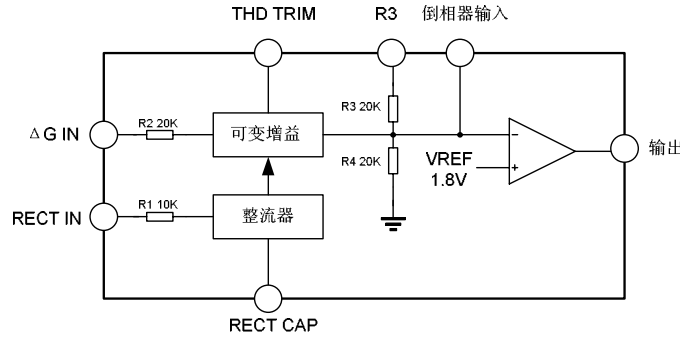 THD TRIM
R3
倒相器输入
R3 20K
ΔG IN
R2 20K
可变增益
−
输出
R4 20K
VREF
1.8V
+
RECT IN
R1 10K
整流器
RECT CAP